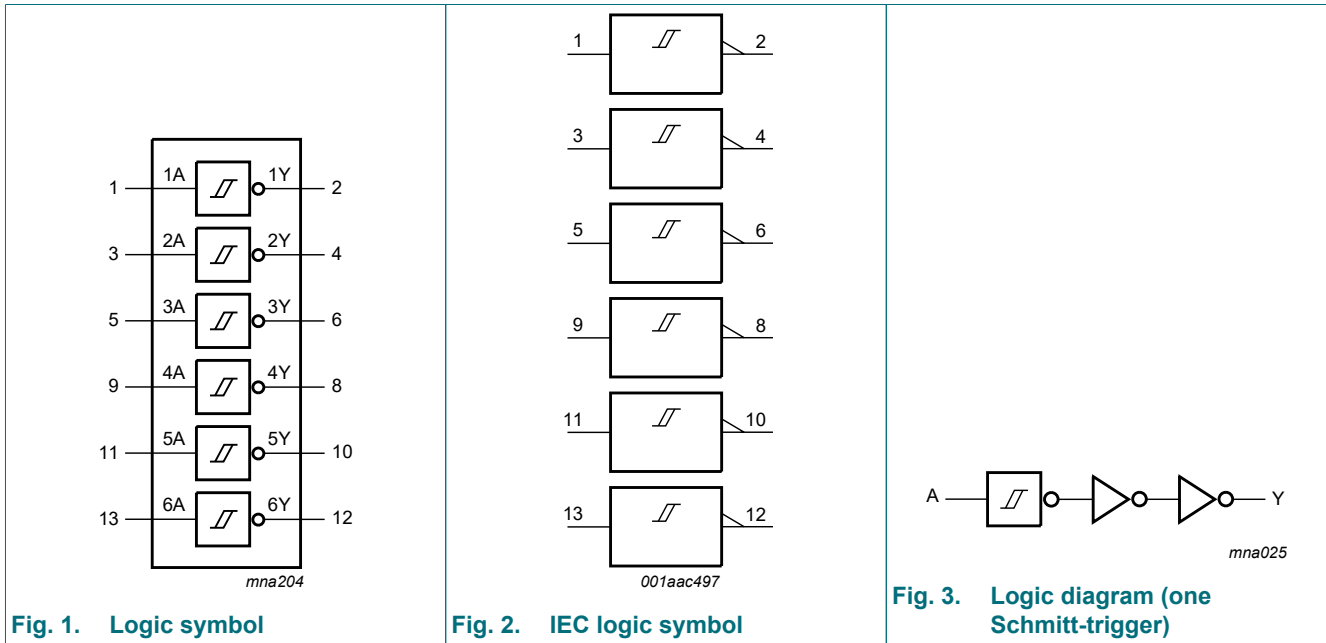 1 1A 1Y 2
3 2A 2Y 4
5 3A 3Y 6
9 4A 4Y 8
11 5A 5Y 10
13 6A 6Y 12
mna204
Fig. 1. Logic symbol
1 2
3 4
5 6
9 8
11 10
13 12
001aac497
Fig. 2. IEC logic symbol
A Y
mna025
Fig. 3. Logic diagram (one
Schmitt-trigger)